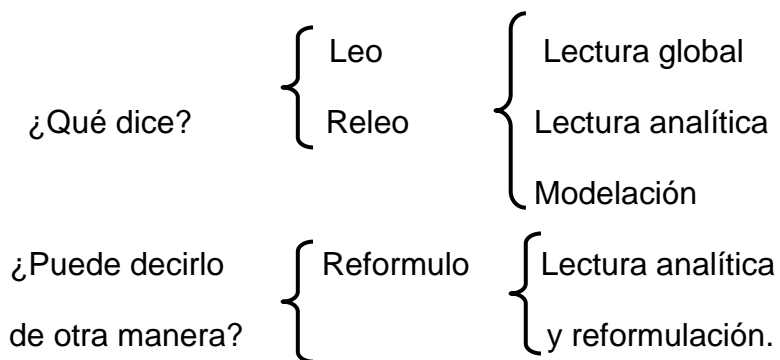 Leo Lectura global
¿Qué dice? Releo Lectura analítica
Modelación
¿Puede decirlo Reformulo Lectura analítica
de otra manera? y reformulación.